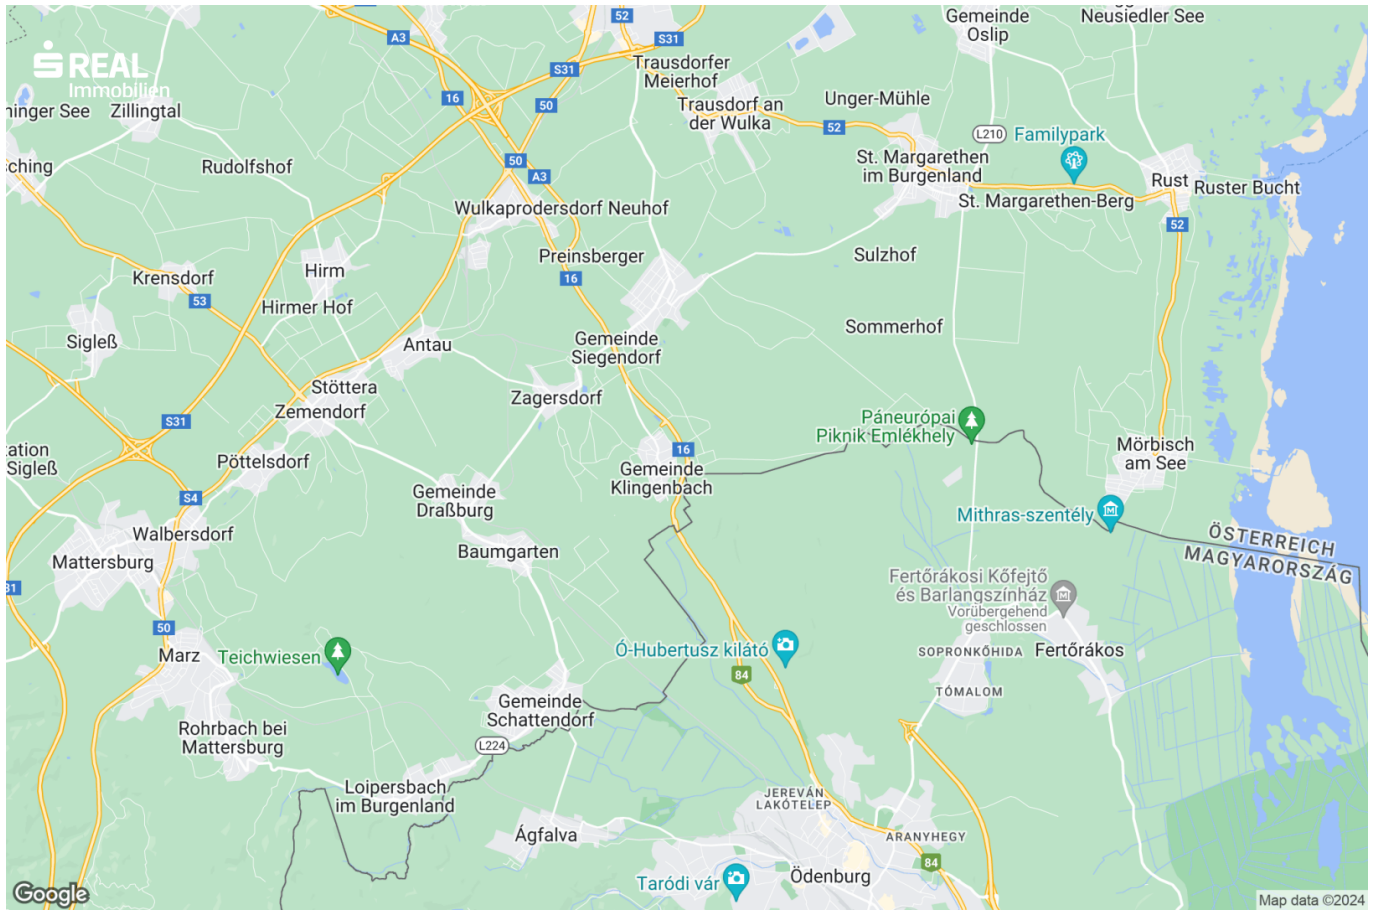 52
Gemeinde
Oslip
Neusiedler See
A3
S31
REAL
Immobilien
Trausdorfer
Meierhof
S31
ninger See
Zillingtal
16
50
Trausdorf an
der Wulka
Unger-Mühle
52
L210
Familypark
sching
Rudolfshof
50
A3
St. Margarethen
im Burgenland
Rust
Ruster Bucht
St. Margarethen-Berg
Wulkaprodersdorf
Neuhof
52
Preinsberger
Sulzhof
Krensdorf
Hirm
16
53
Hirmer Hof
Sommerhof
Sigleß
Antau
Gemeinde
Siegendorf
Stöttera
Zemendorf
Zagersdorf
S31
Páneurópai
Piknik Emlékhely
tation
Sigleß
Pöttelsdorf
16
Mörbisch
am See
Gemeinde
Klingenbach
S4
Gemeinde
Draßburg
Walbersdorf
Mithras-szentély
Mattersburg
Baumgarten
ÖSTERREICH
MAGYARORSZÁG
31
Fertőrákosi Kőfejtő
és Barlangszínház
Vorübergehend
geschlossen
50
Marz
Teichwiesen
Ó-Hubertusz kilátó
SOPRONKŐHIDA
Fertőrákos
84
TÓMALOM
Gemeinde
Schattendorf
Rohrbach bei
Mattersburg
L224
Loipersbach
im Burgenland
JEREVÁN
LAKÓTELEP
Ágfalva
ARANYHEGY
84
Ödenburg
Taródi vár
Google
Map data ©2024